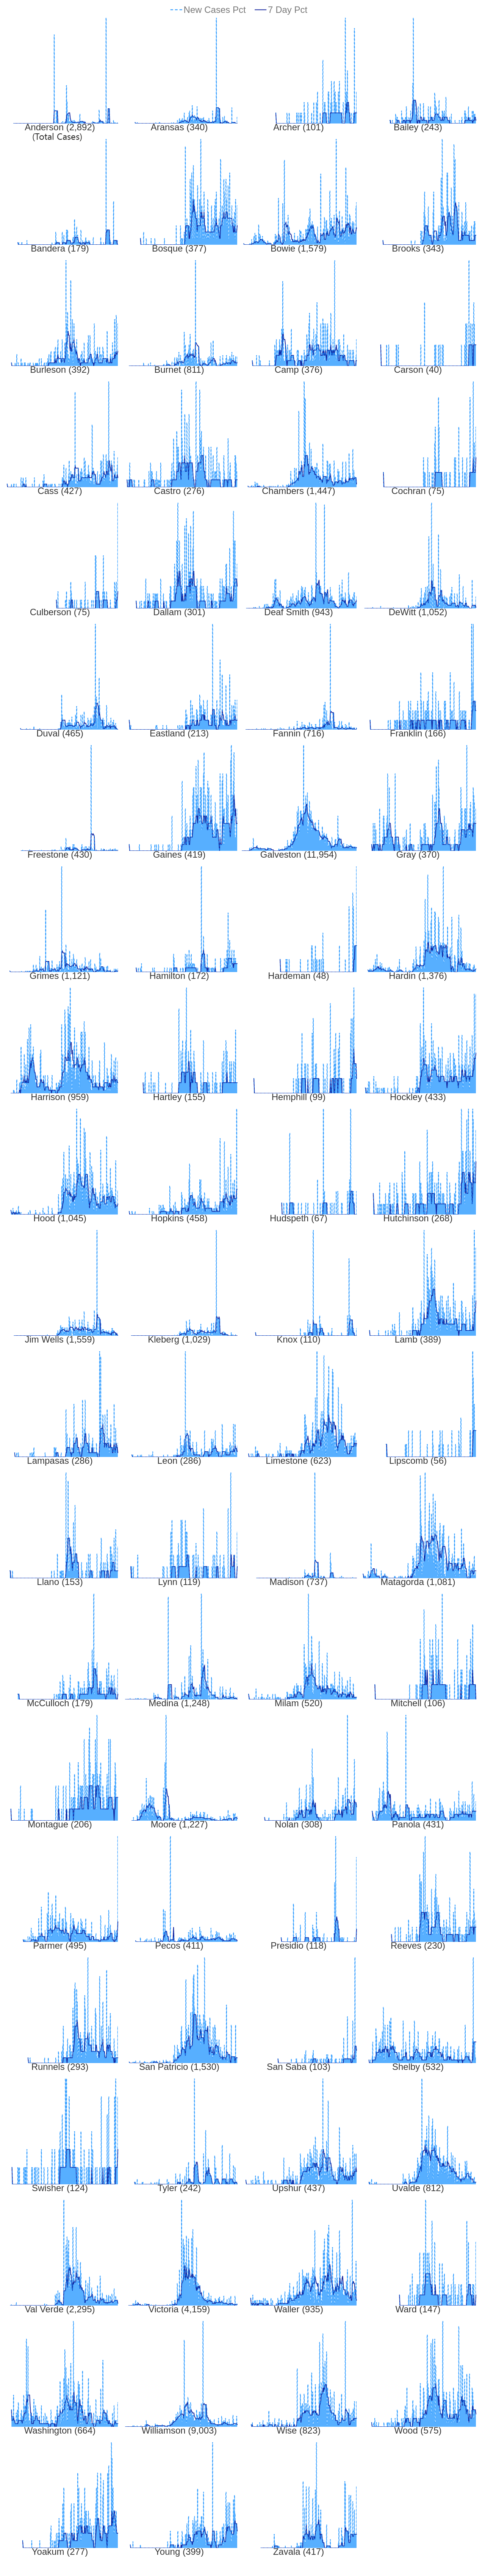 New Cases Pct 7 Day Pct
Anderson (2,892) Aransas (340) Archer (101) Bailey (243)
(Total Cases)
Bandera (179) Bosque (377) Bowie (1,579) Brooks (343)
Burleson (392) Burnet (811) Camp (376) Carson (40)
Cass (427) Castro (276) Chambers (1,447) Cochran (75)
Culberson (75) Dallam (301) Deaf Smith (943) DeWitt (1,052)
Duval (465) Eastland (213) Fannin (716) Franklin (166)
Freestone (430) Gaines (419) Galveston (11,954) Gray (370)
Grimes (1,121) Hamilton (172) Hardeman (48) Hardin (1,376)
Harrison (959) Hartley (155) Hemphill (99) Hockley (433)
Hood (1,045) Hopkins (458) Hudspeth (67) Hutchinson (268)
Jim Wells (1,559) Kleberg (1,029) Knox (110) Lamb (389)
Lampasas (286) Leon (286) Limestone (623) Lipscomb (56)
Llano (153) Lynn (119) Madison (737) Matagorda (1,081)
McCulloch (179) Medina (1,248) Milam (520) Mitchell (106)
Montague (206) Moore (1,227) Nolan (308) Panola (431)
Parmer (495) Pecos (411) Presidio (118) Reeves (230)
Runnels (293) San Patricio (1,530) San Saba (103) Shelby (532)
Swisher (124) Tyler (242) Upshur (437) Uvalde (812)
Val Verde (2,295) Victoria (4,159) Waller (935) Ward (147)
Washington (664) Williamson (9,003) Wise (823) Wood (575)
Yoakum (277) Young (399) Zavala (417)